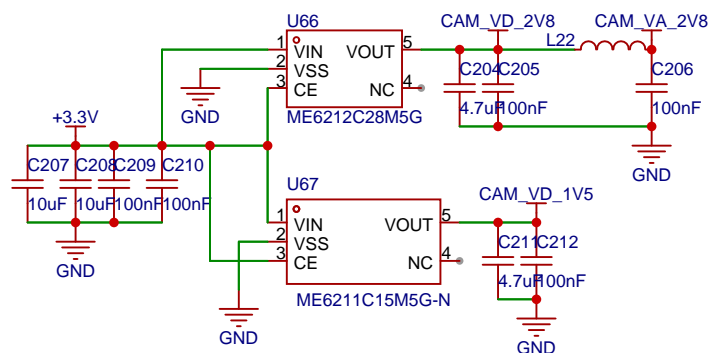 U66
CAM_VD_2V8
CAM_VA_2V8
1
VIN
VOUT
5
L22
2
VSS
3
CE
NC
4
C204
C205
C206
4.7uF
100nF
100nF
GND
ME6212C28M5G
+3.3V
GND
C207
C208
C209
C210
10uF
10uF
100nF
100nF
U67
CAM_VD_1V5
1
VIN
VOUT
5
2
VSS
3
CE
NC
4
C211
C212
GND
4.7uF
100nF
ME6211C15M5G-N
GND
GND